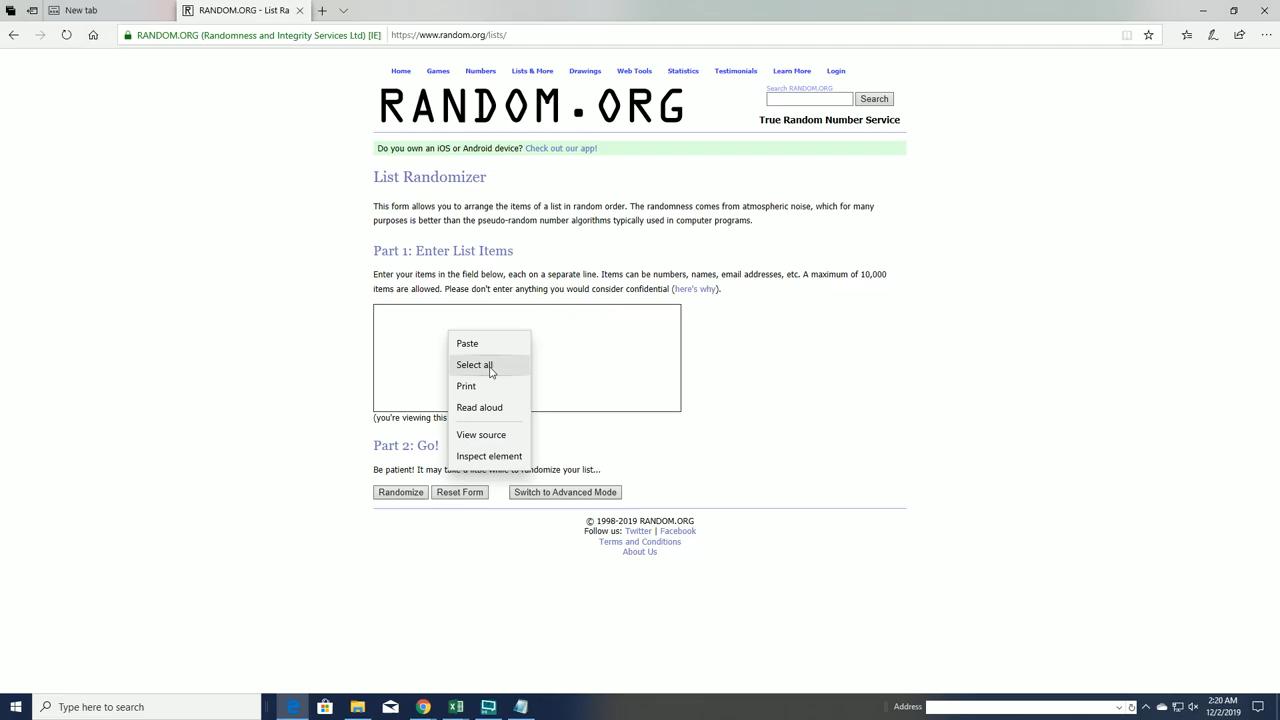 New tab
RANDOM.ORG - List Ra
RANDOM.ORG (Randomness and Integrity Services Ltd) [IE]
https://www.random.org/lists/
Home Games Numbers Lists & More Drawings Web Tools Statistics Testimonials Learn More Login
RANDOM.ORG
Search RANDOM.ORG
Search
True Random Number Service
Do you own an iOS or Android device? Check out our app!
List Randomizer
This form allows you to arrange the items of a list in random order. The randomness comes from atmospheric noise, which for many
purposes is better than the pseudo-random number algorithms typically used in computer programs.
Part 1: Enter List Items
Enter your items in the field below, each on a separate line. Items can be numbers, names, email addresses, etc. A maximum of 10,000
items are allowed. Please don't enter anything you would consider confidential (here's why).
Paste
Select all
Print
Read aloud
View source
Inspect element
(you're viewing this
Part 2: Go!
Be patient! It may take a little while to randomize your list...
Randomize Reset Form Switch to Advanced Mode
© 1998-2019 RANDOM.ORG
Follow us: Twitter | Facebook
Terms and Conditions
About Us
Type here to search
Address
2:20 AM
12/2/2019